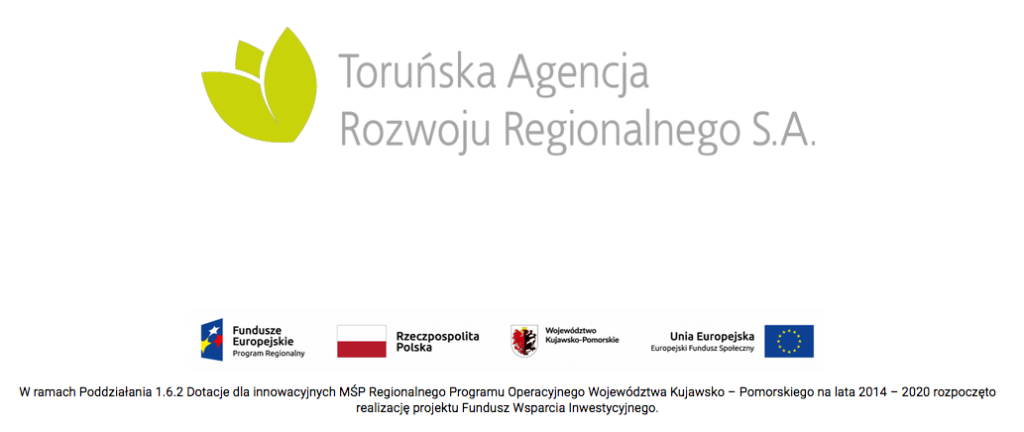 Toruńska Agencja
Rozwoju Regionalnego S.A.
Fundusze
Europejskie
Program Regionalny
Rzeczpospolita
Polska
Województwo
Kujawsko-Pomorskie
Unia Europejska
Europejski Fundusz Społeczny
W ramach Poddziałania 1.6.2 Dotacje dla innowacyjnych MŚP Regionalnego Programu Operacyjnego Województwa Kujawsko – Pomorskiego na lata 2014 – 2020 rozpoczęto
realizację projektu Fundusz Wsparcia Inwestycyjnego.